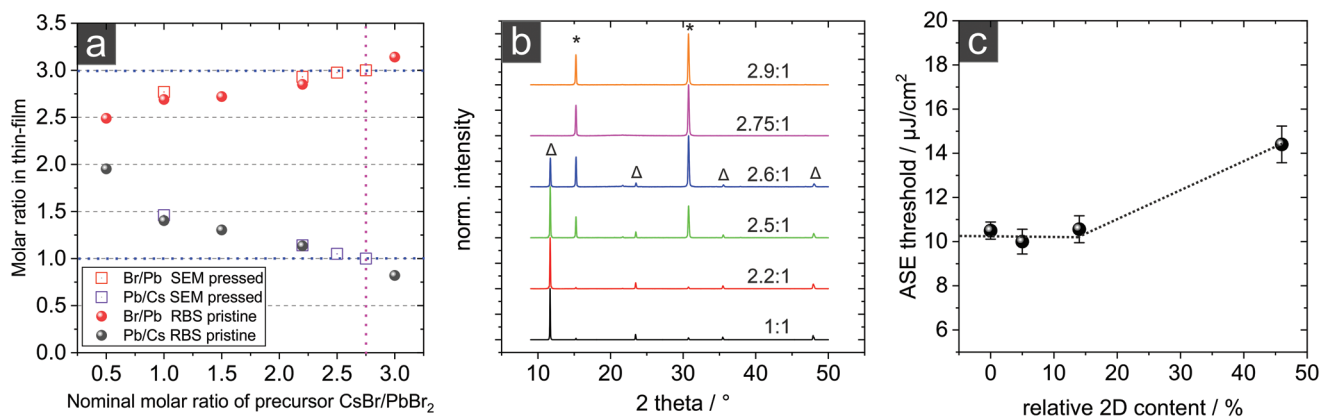 a
3.5
3.0
2.5
2.0
1.5
1.0
0.5
0.0
Molar ratio in thin-film
Br/Pb SEM pressed
Pb/Cs SEM pressed
Br/Pb RBS pristine
Pb/Cs RBS pristine
0.5 1.0 1.5 2.0 2.5 3.0
Nominal molar ratio of precursor CsBr/PbBr₂
b
norm. intensity
* *
2.9:1
2.75:1
Δ Δ Δ Δ
2.6:1
2.5:1
2.2:1
1:1
10 20 30 40 50
2 theta / °
c
20
18
16
14
12
10
8
6
ASE threshold / µJ/cm²
0 10 20 30 40 50
relative 2D content / %